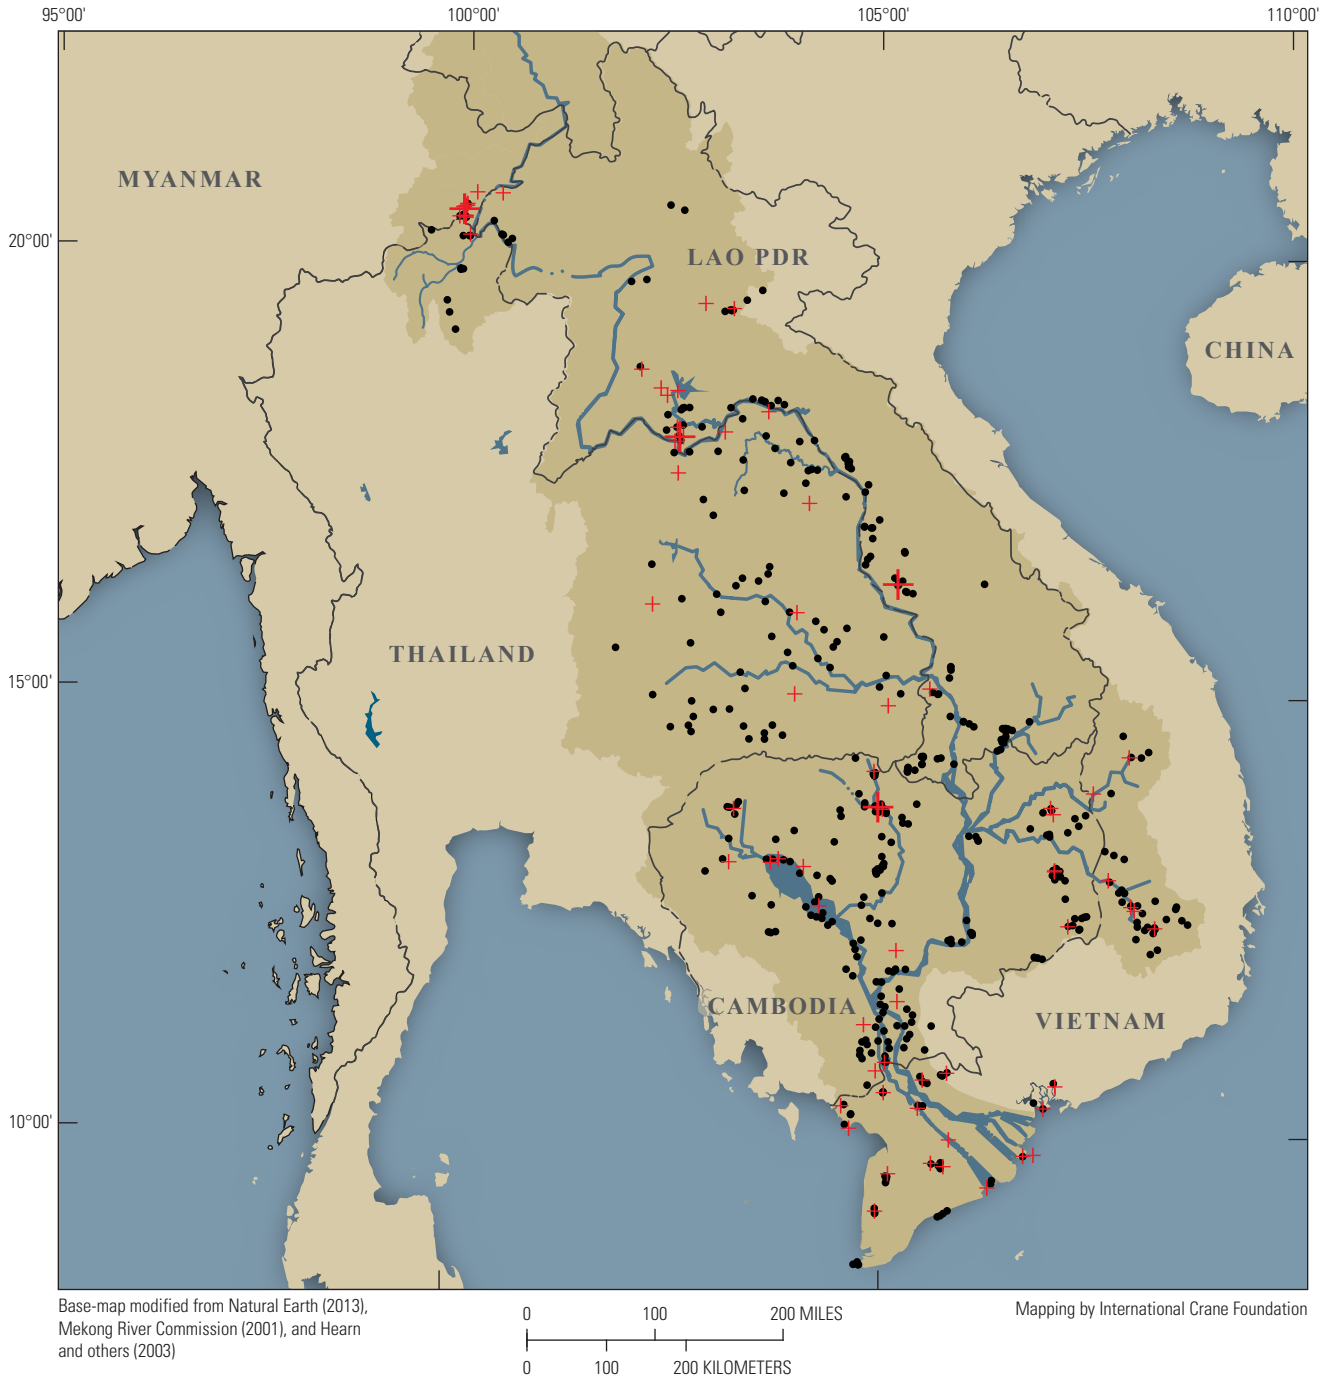 95°00'
100°00'
105°00'
110°00'
MYANMAR
20°00'
LAO PDR
CHINA
THAILAND
15°00'
CAMBODIA
VIETNAM
10°00'
Base-map modified from Natural Earth (2013),
Mekong River Commission (2001), and Hearn
and others (2003)
0 100 200 MILES
0 100 200 KILOMETERS
Mapping by International Crane Foundation